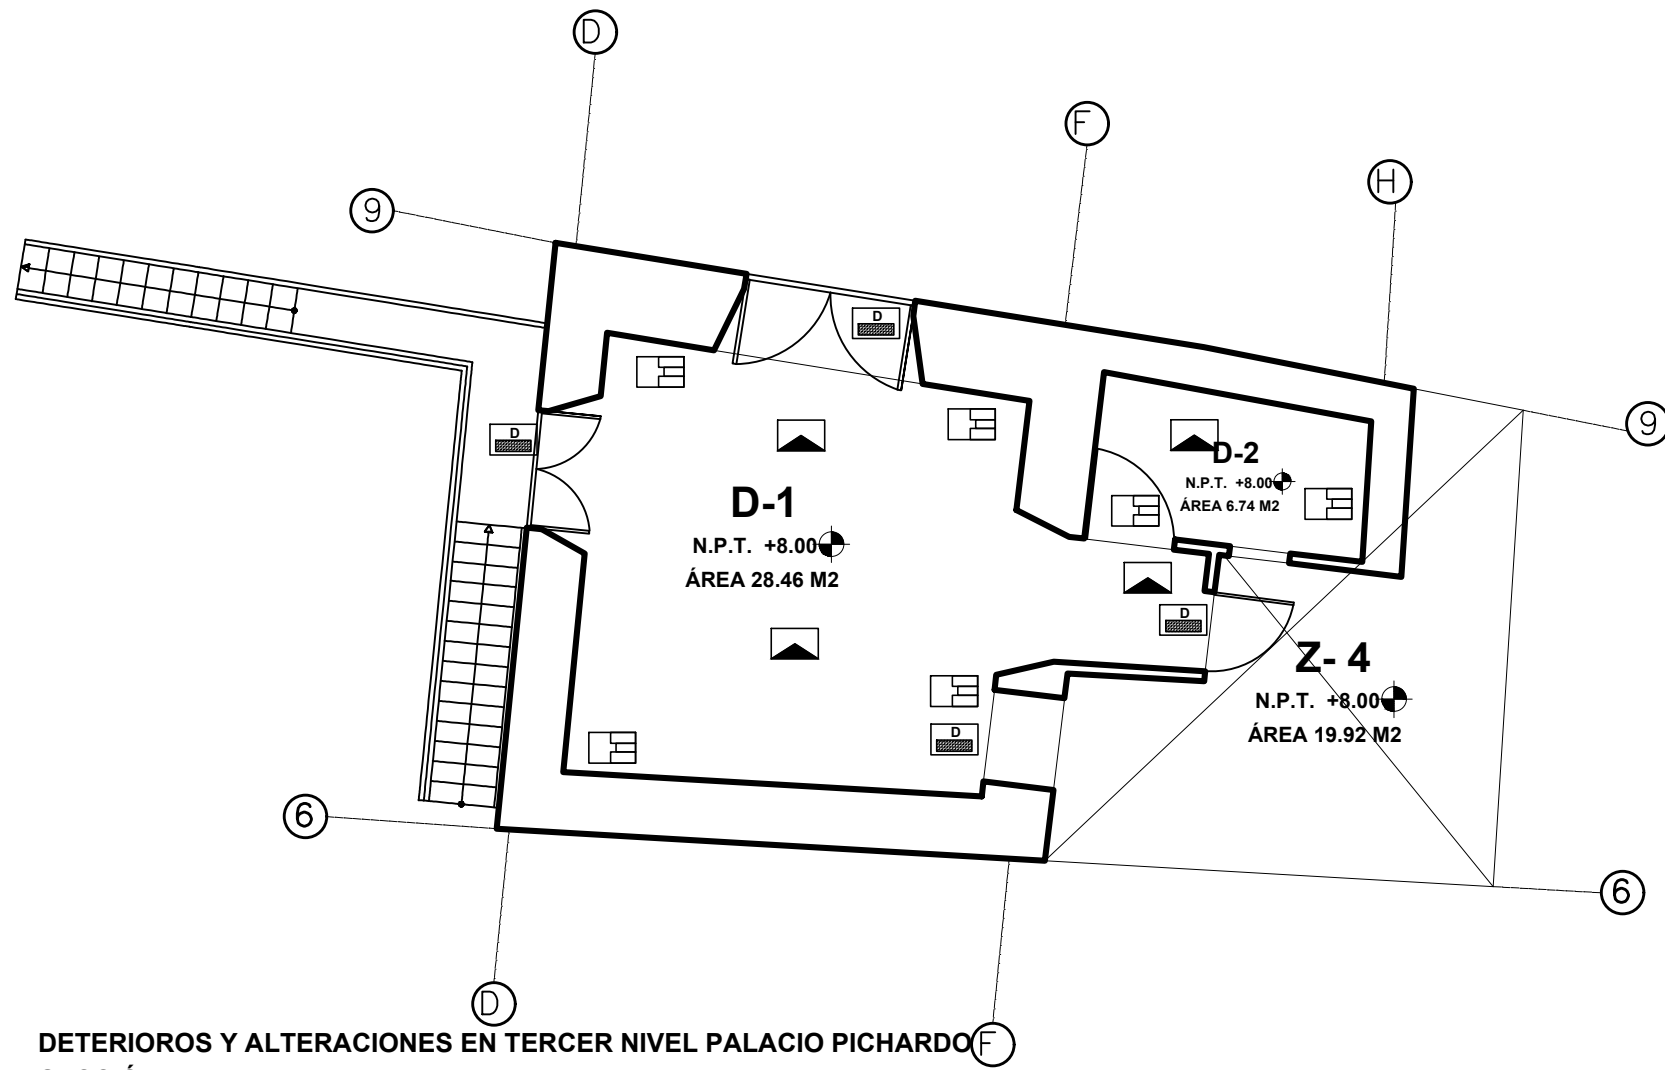 D
F
H
9
D
D
9
D-2
N.P.T. +8.00
ÁREA 6.74 M2
D-1
N.P.T. +8.00
ÁREA 28.46 M2
D
Z- 4
N.P.T. +8.00
ÁREA 19.92 M2
D
6
6
D
F
DETERIOROS Y ALTERACIONES EN TERCER NIVEL PALACIO PICHARDO